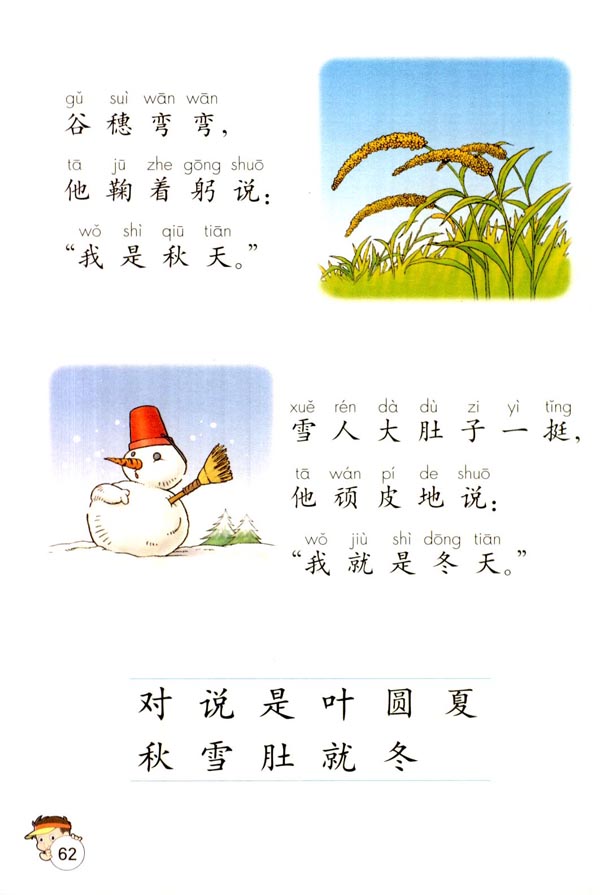 gǔ suì wān wān
谷穗弯弯，
tā jū zhe gōng shuō
他鞠着躬说：
wǒ shì qiū tiān
“我是秋天。”
xuě rén dà dù zi yì tǐng
雪人大肚子一挺，
tā wán pí de shuō
他顽皮地说：
wǒ jiù shì dōng tiān
“我就是冬天。”
对 说 是 叶 圆 夏
秋 雪 肚 就 冬
62